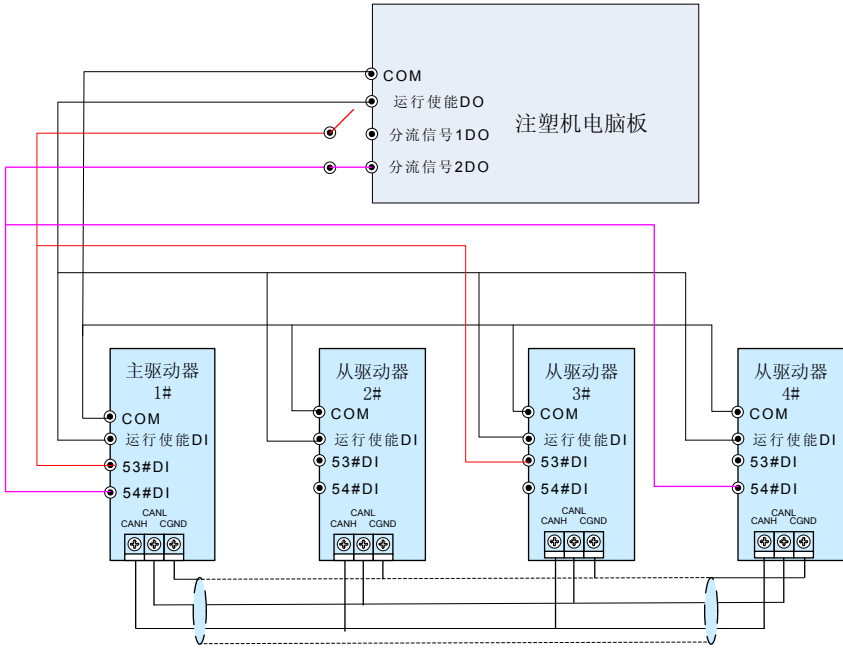 COM
运行使能DO
分流信号1DO
分流信号2DO
注塑机电脑板
主驱动器
1#
COM
运行使能DI
53#DI
54#DI
CANL
CANH CGND
从驱动器
2#
COM
运行使能DI
53#DI
54#DI
CANL
CANH CGND
从驱动器
3#
COM
运行使能DI
53#DI
54#DI
CANL
CANH CGND
从驱动器
4#
COM
运行使能DI
53#DI
54#DI
CANL
CANH CGND